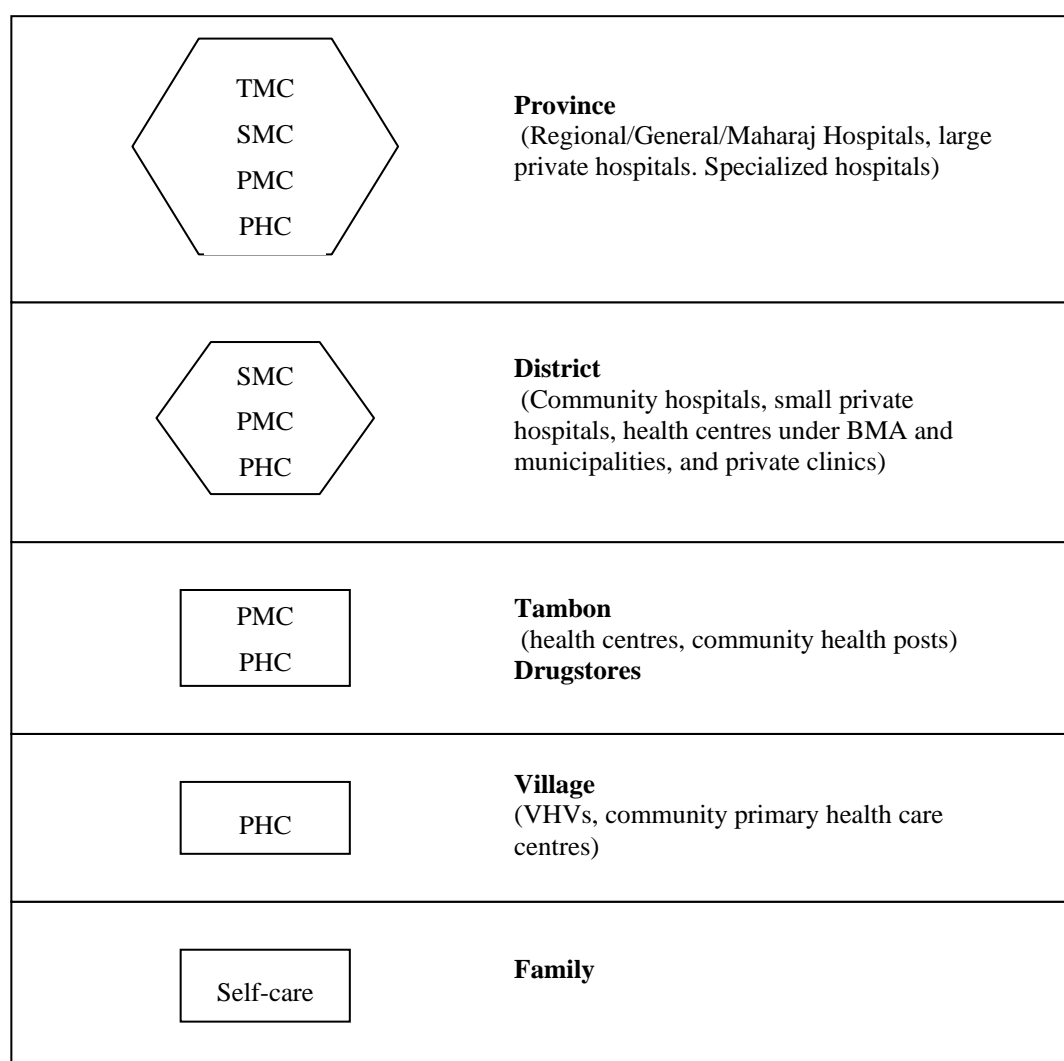 TMC
SMC
PMC
PHC
Province
(Regional/General/Maharaj Hospitals, large
private hospitals. Specialized hospitals)
SMC
PMC
PHC
District
(Community hospitals, small private
hospitals, health centres under BMA and
municipalities, and private clinics)
PMC
PHC
Tambon
(health centres, community health posts)
Drugstores
PHC
Village
(VHVs, community primary health care
centres)
Self-care
Family